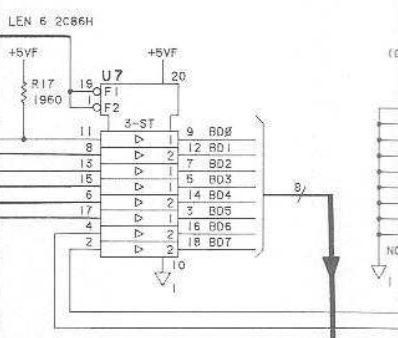 LEN 6 2C86H
+5VF +5VF
U7 20
R17 19 F1
1960 1 F2
3-ST
11 1 9 BD0
8 2 12 BD1
13 1 7 BD2
15 1 5 BD3
6 2 14 BD4
17 1 3 BD5
4 2 16 BD6
2 2 18 BD7
8
10
1
1